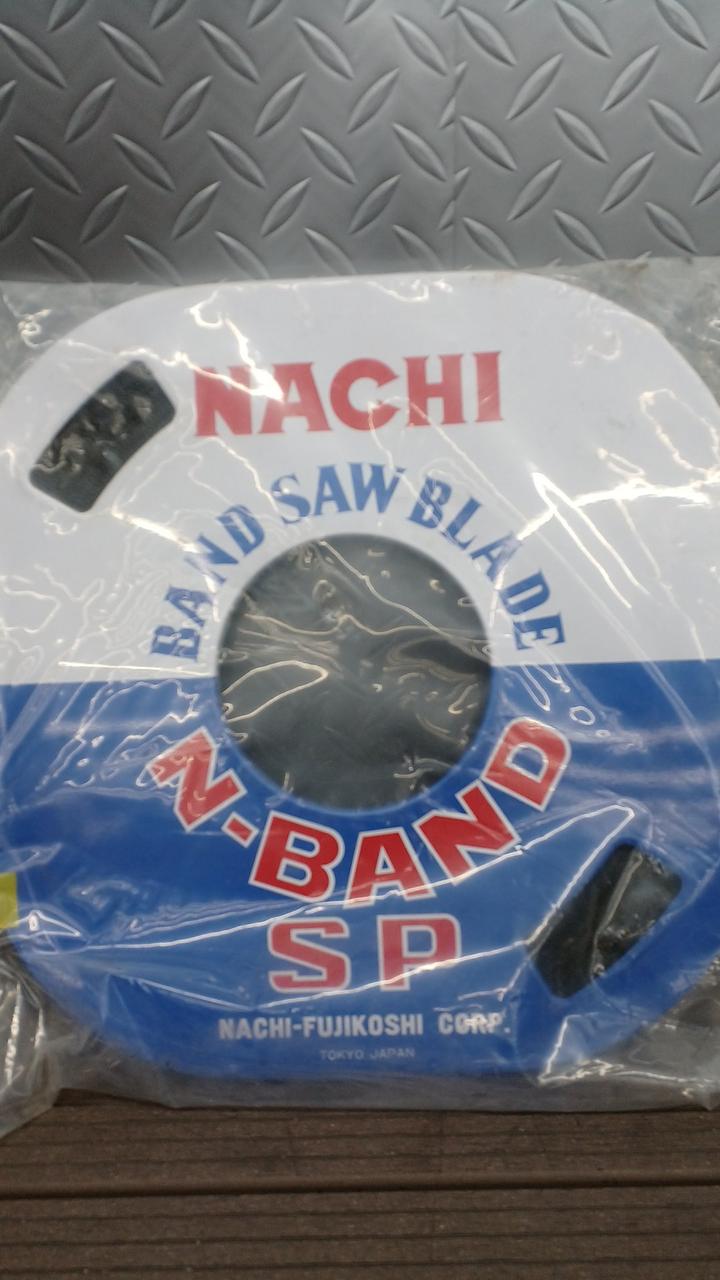 NACHI
BAND SAW BLADE
N-BAND
SP
NACHI-FUJIKOSHI CORP.
TOKYO JAPAN